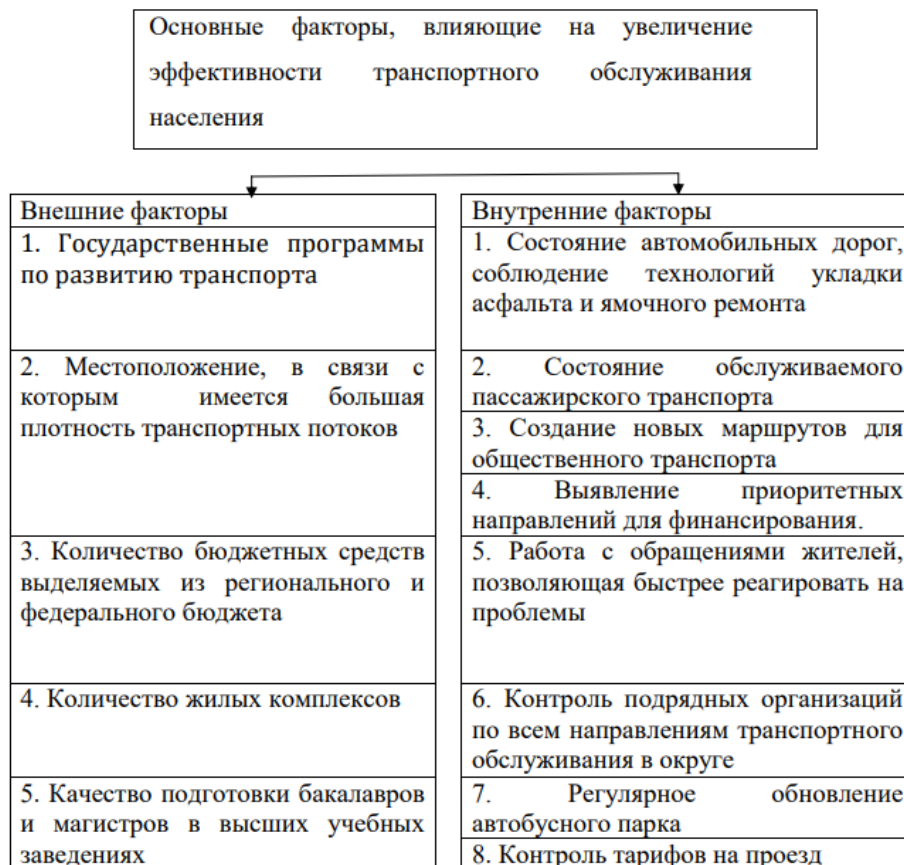 Основные факторы, влияющие на увеличение
эффективности транспортного обслуживания
населения
Внешние факторы
1. Государственные программы
по развитию транспорта
2. Местоположение, в связи с
которым имеется большая
плотность транспортных потоков
3. Количество бюджетных средств
выделяемых из регионального и
федерального бюджета
4. Количество жилых комплексов
5. Качество подготовки бакалавров
и магистров в высших учебных
заведениях
Внутренние факторы
1. Состояние автомобильных дорог,
соблюдение технологий укладки
асфальта и ямочного ремонта
2. Состояние обслуживаемого
пассажирского транспорта
3. Создание новых маршрутов для
общественного транспорта
4. Выявление приоритетных
направлений для финансирования.
5. Работа с обращениями жителей,
позволяющая быстрее реагировать на
проблемы
6. Контроль подрядных организаций
по всем направлениям транспортного
обслуживания в округе
7. Регулярное обновление
автобусного парка
8. Контроль тарифов на проезд